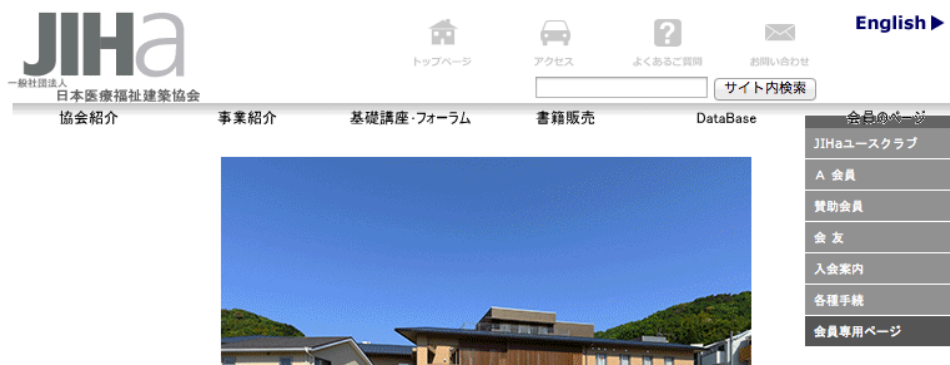 JIHa
一般社団法人
日本医療福祉建築協会
トップページ
アクセス
よくあるご質問
お問い合わせ
English
サイト内検索
協会紹介
事業紹介
基礎講座・フォーラム
書籍販売
DataBase
会員のページ
JIHaユースクラブ
A 会員
賛助会員
会 友
入会案内
各種手続
会員専用ページ